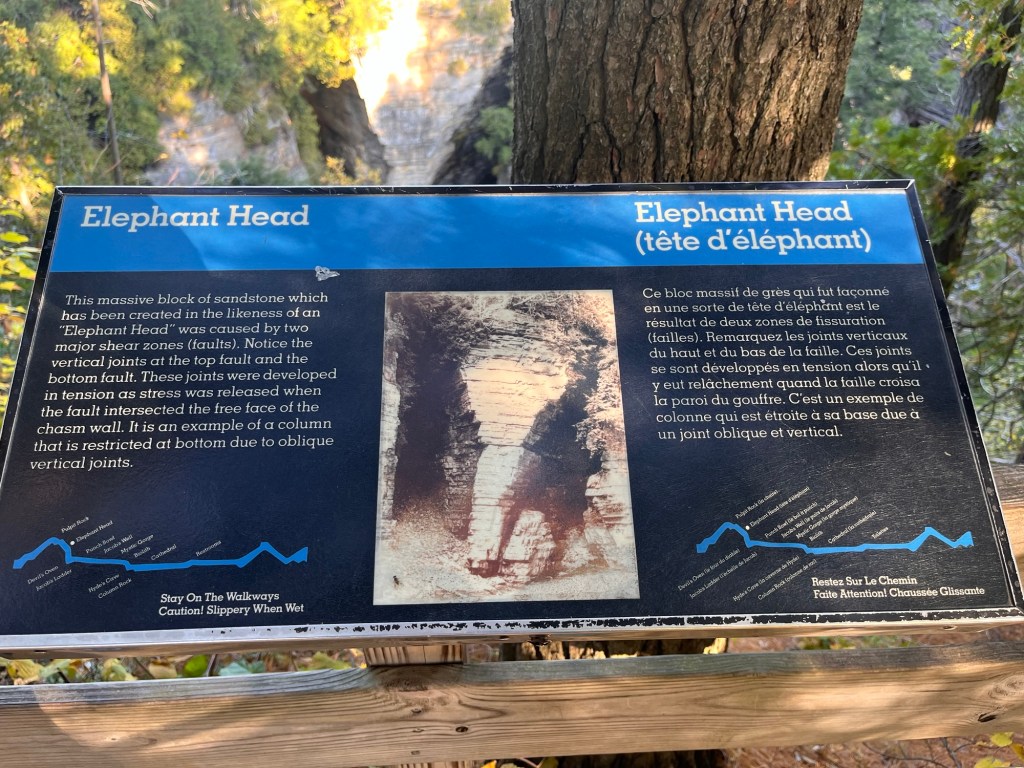 Elephant Head
This massive block of sandstone which
has been created in the likeness of an
"Elephant Head" was caused by two
major shear zones (faults). Notice the
vertical joints at the top fault and the
bottom fault. These joints were developed
in tension as stress was released when
the fault intersected the free face of the
chasm wall. It is an example of a column
that is restricted at bottom due to oblique
vertical joints.
Pulpit Rock
Elephant Head
Punch Bowl
Jacobs Well
Mystic Gorge
Cathedral
Devil's Oven
Jacobs Ladder
Hyde's Cave
Column Rock
Stay On The Walkways
Caution! Slippery When Wet
Elephant Head
(tête d'éléphant)
Ce bloc massif de grès qui fut façonné
en une sorte de tête d'éléphant est le
résultat de deux zones de fissuration
(failles). Remarquez les joints verticaux
du haut et du bas de la faille. Ces joints
se sont développés en tension alors qu'il
y eut relâchement quand la faille croisa
la paroi du gouffre. C'est un exemple de
colonne qui est étroite à sa base due à
un joint oblique et vertical.
Elephant Head (tête d'éléphant)
Restez Sur Le Chemin
Faite Attention! Chaussée Glissante